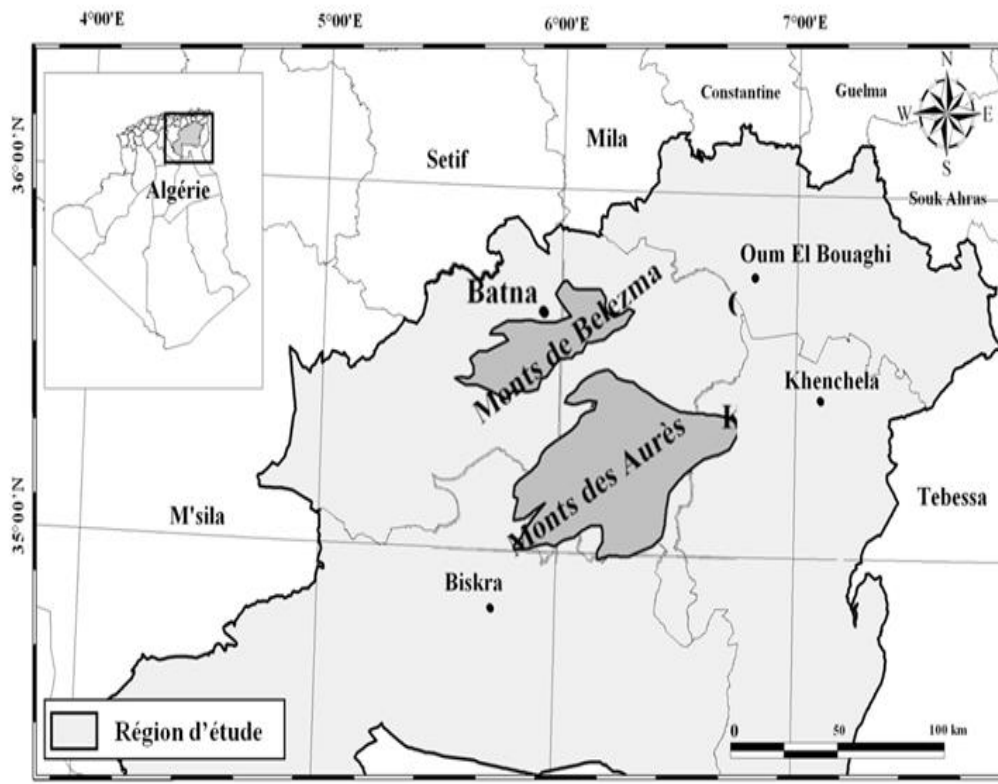 4°00'E
5°00'E
6°00'E
7°00'E
N
W
E
S
Constantine
Guelma
Mila
Setif
36°00'N
Algérie
Souk Ahras
Oum El Bouaghi
Batna
(
Monts de Belezma
Khenchela
K
Monts des Aurès
Tebessa
M'sila
35°00'N
Biskra
Région d'étude
0 50 100 km